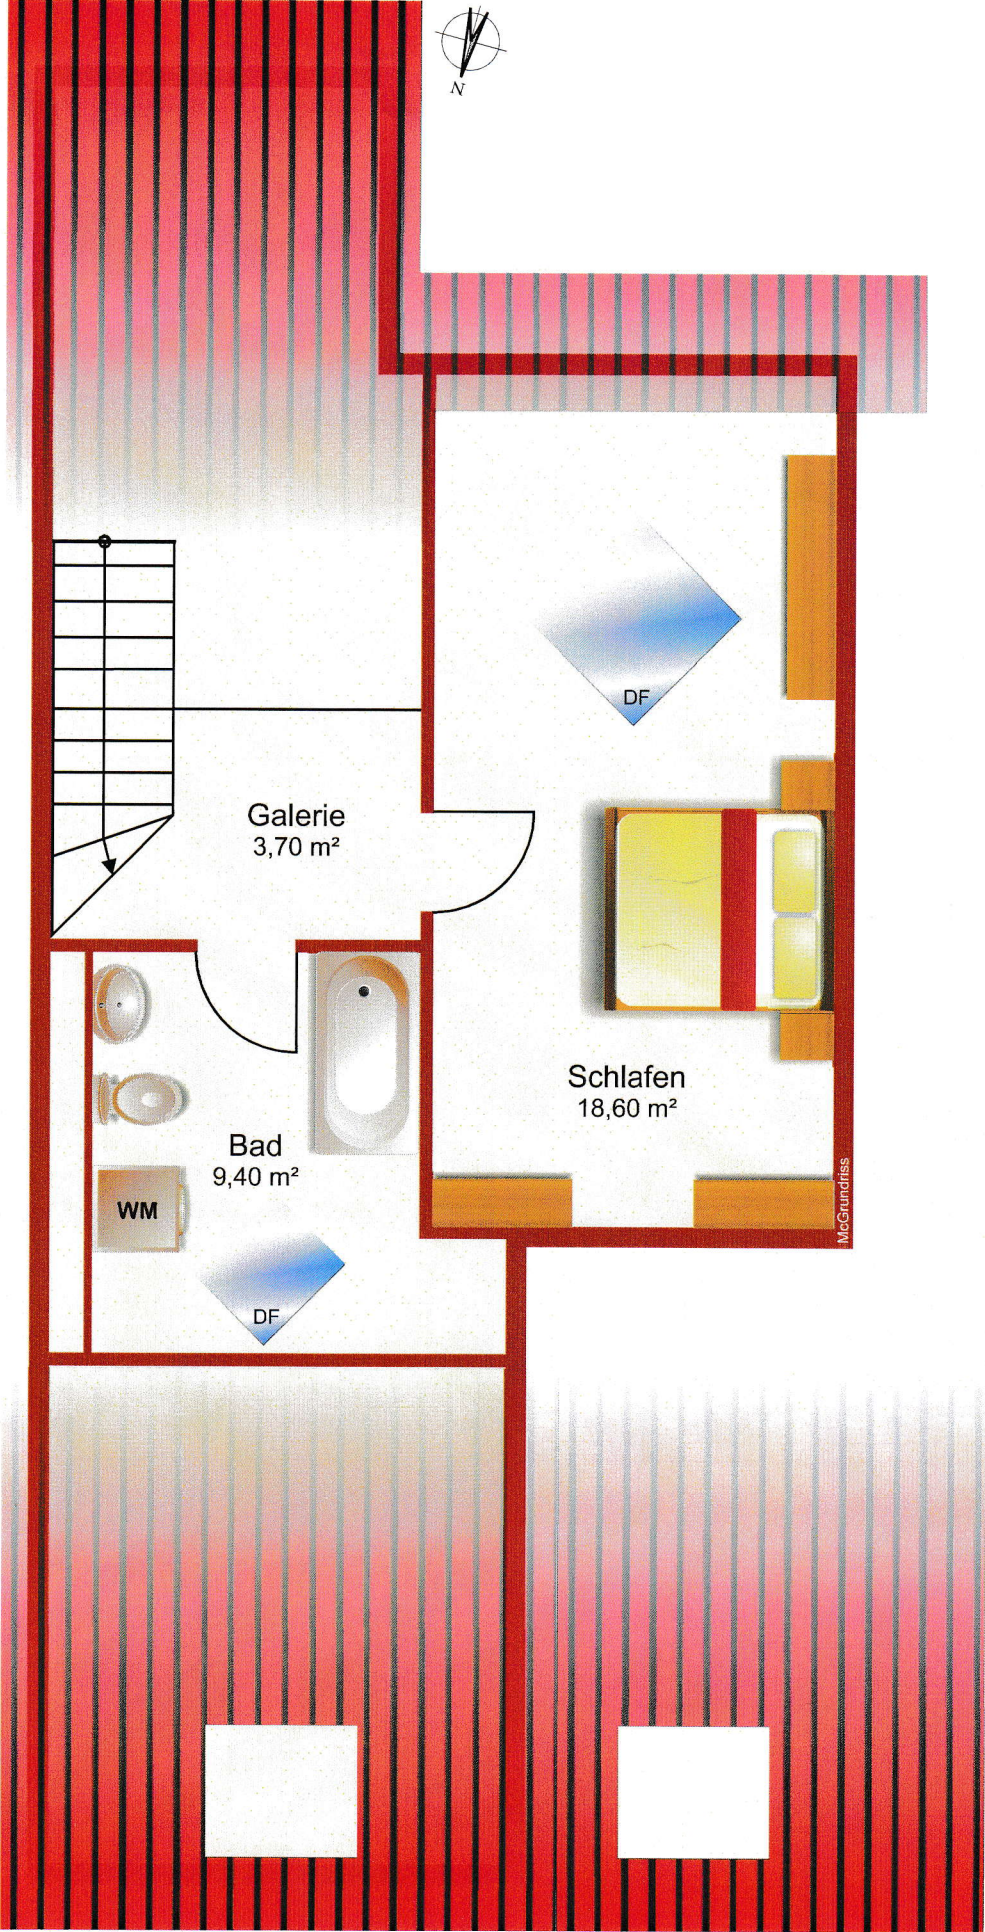 N
DF
Galerie
3,70 m²
Schlafen
18,60 m²
Bad
9,40 m²
WM
DF
McGrundriss